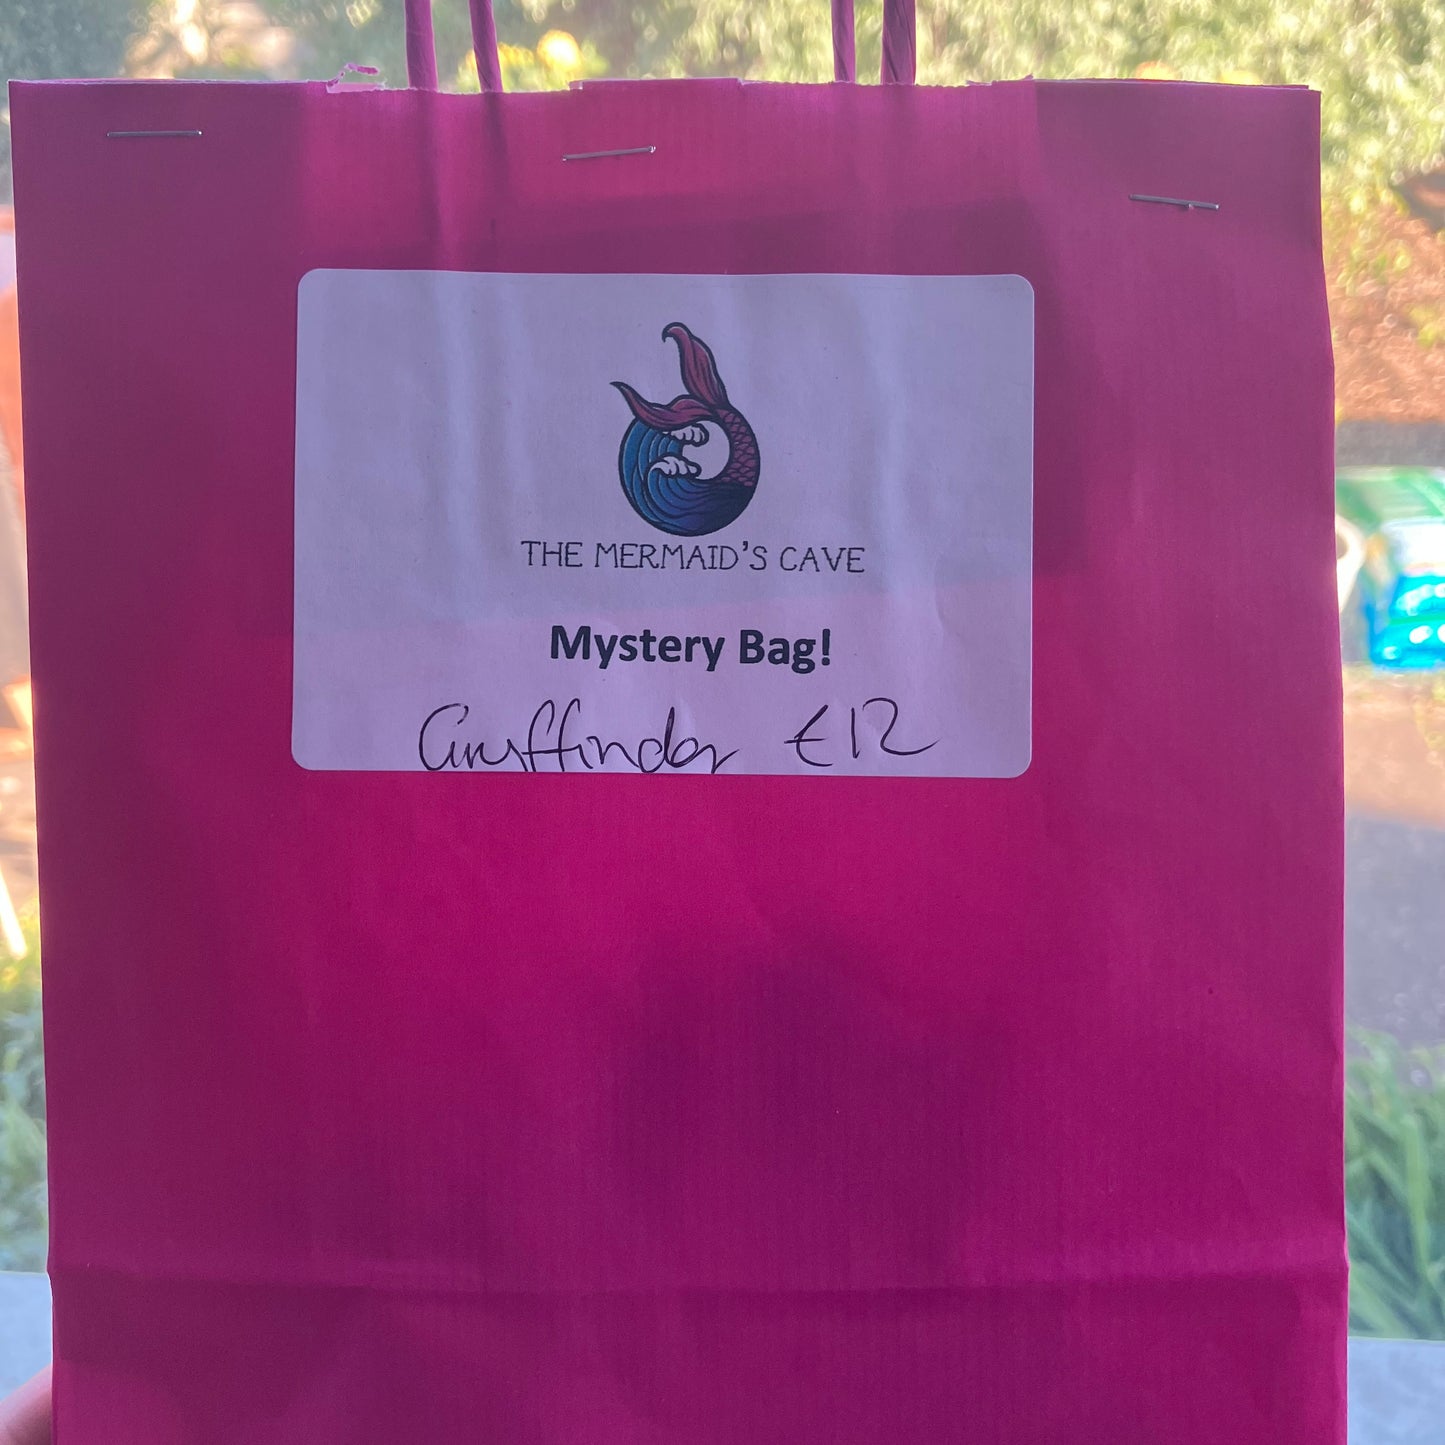 THE MERMAID'S CAVE
Mystery Bag!
Gryffindor £12